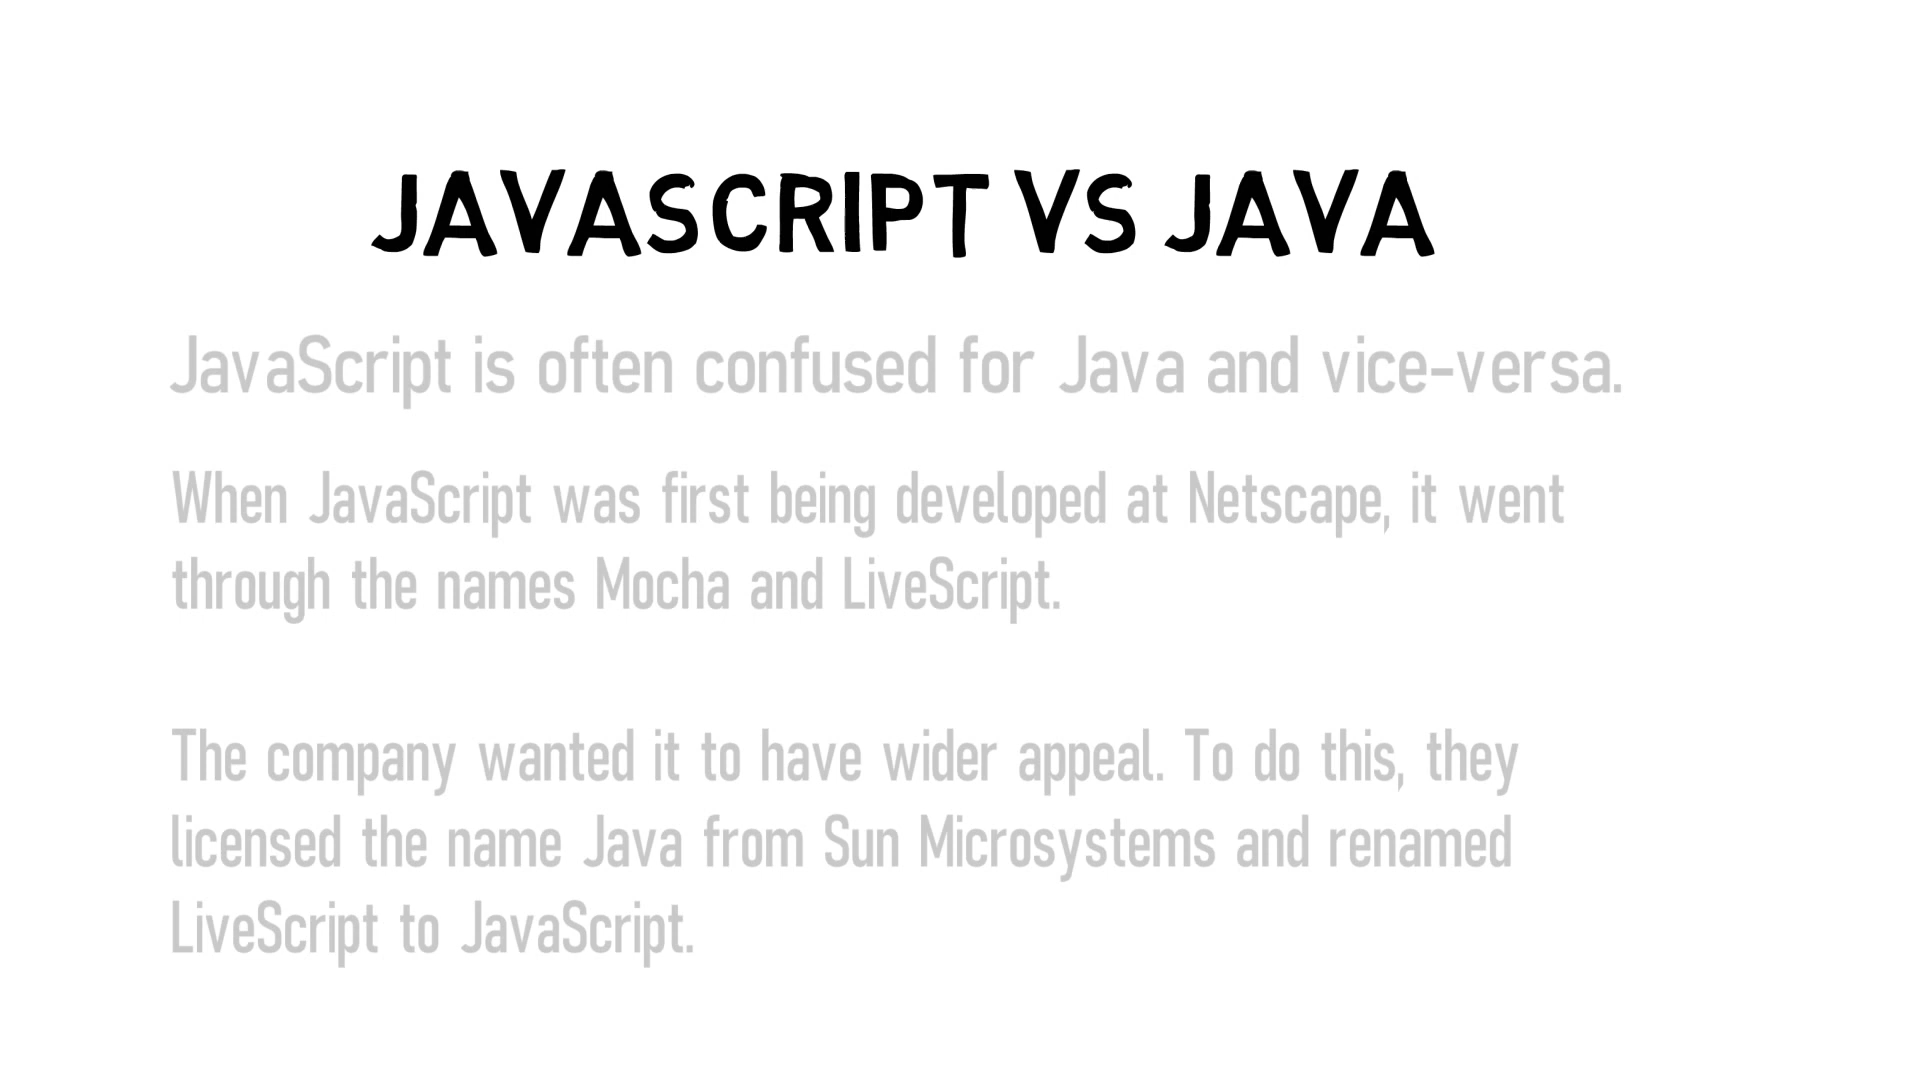 JAVASCRIPT VS JAVA
JavaScript is often confused for Java and vice-versa.
When JavaScript was first being developed at Netscape, it went
through the names Mocha and LiveScript.
The company wanted it to have wider appeal. To do this, they
licensed the name Java from Sun Microsystems and renamed
LiveScript to JavaScript.